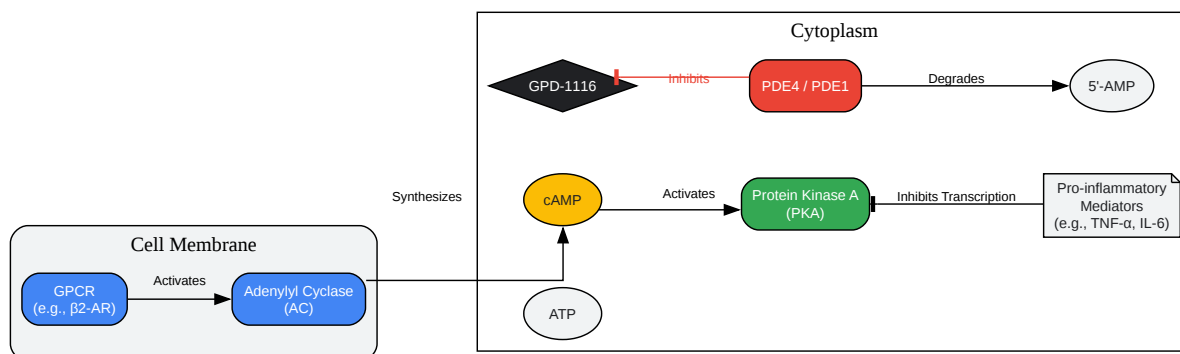 Cytoplasm
GPD-1116
Inhibits
PDE4 / PDE1
Degrades
5'-AMP
Synthesizes
cAMP
Activates
Protein Kinase A
(PKA)
Inhibits Transcription
Pro-inflammatory
Mediators
(e.g., TNF-α, IL-6)
Cell Membrane
GPCR
(e.g., β2-AR)
Activates
Adenylyl Cyclase
(AC)
ATP